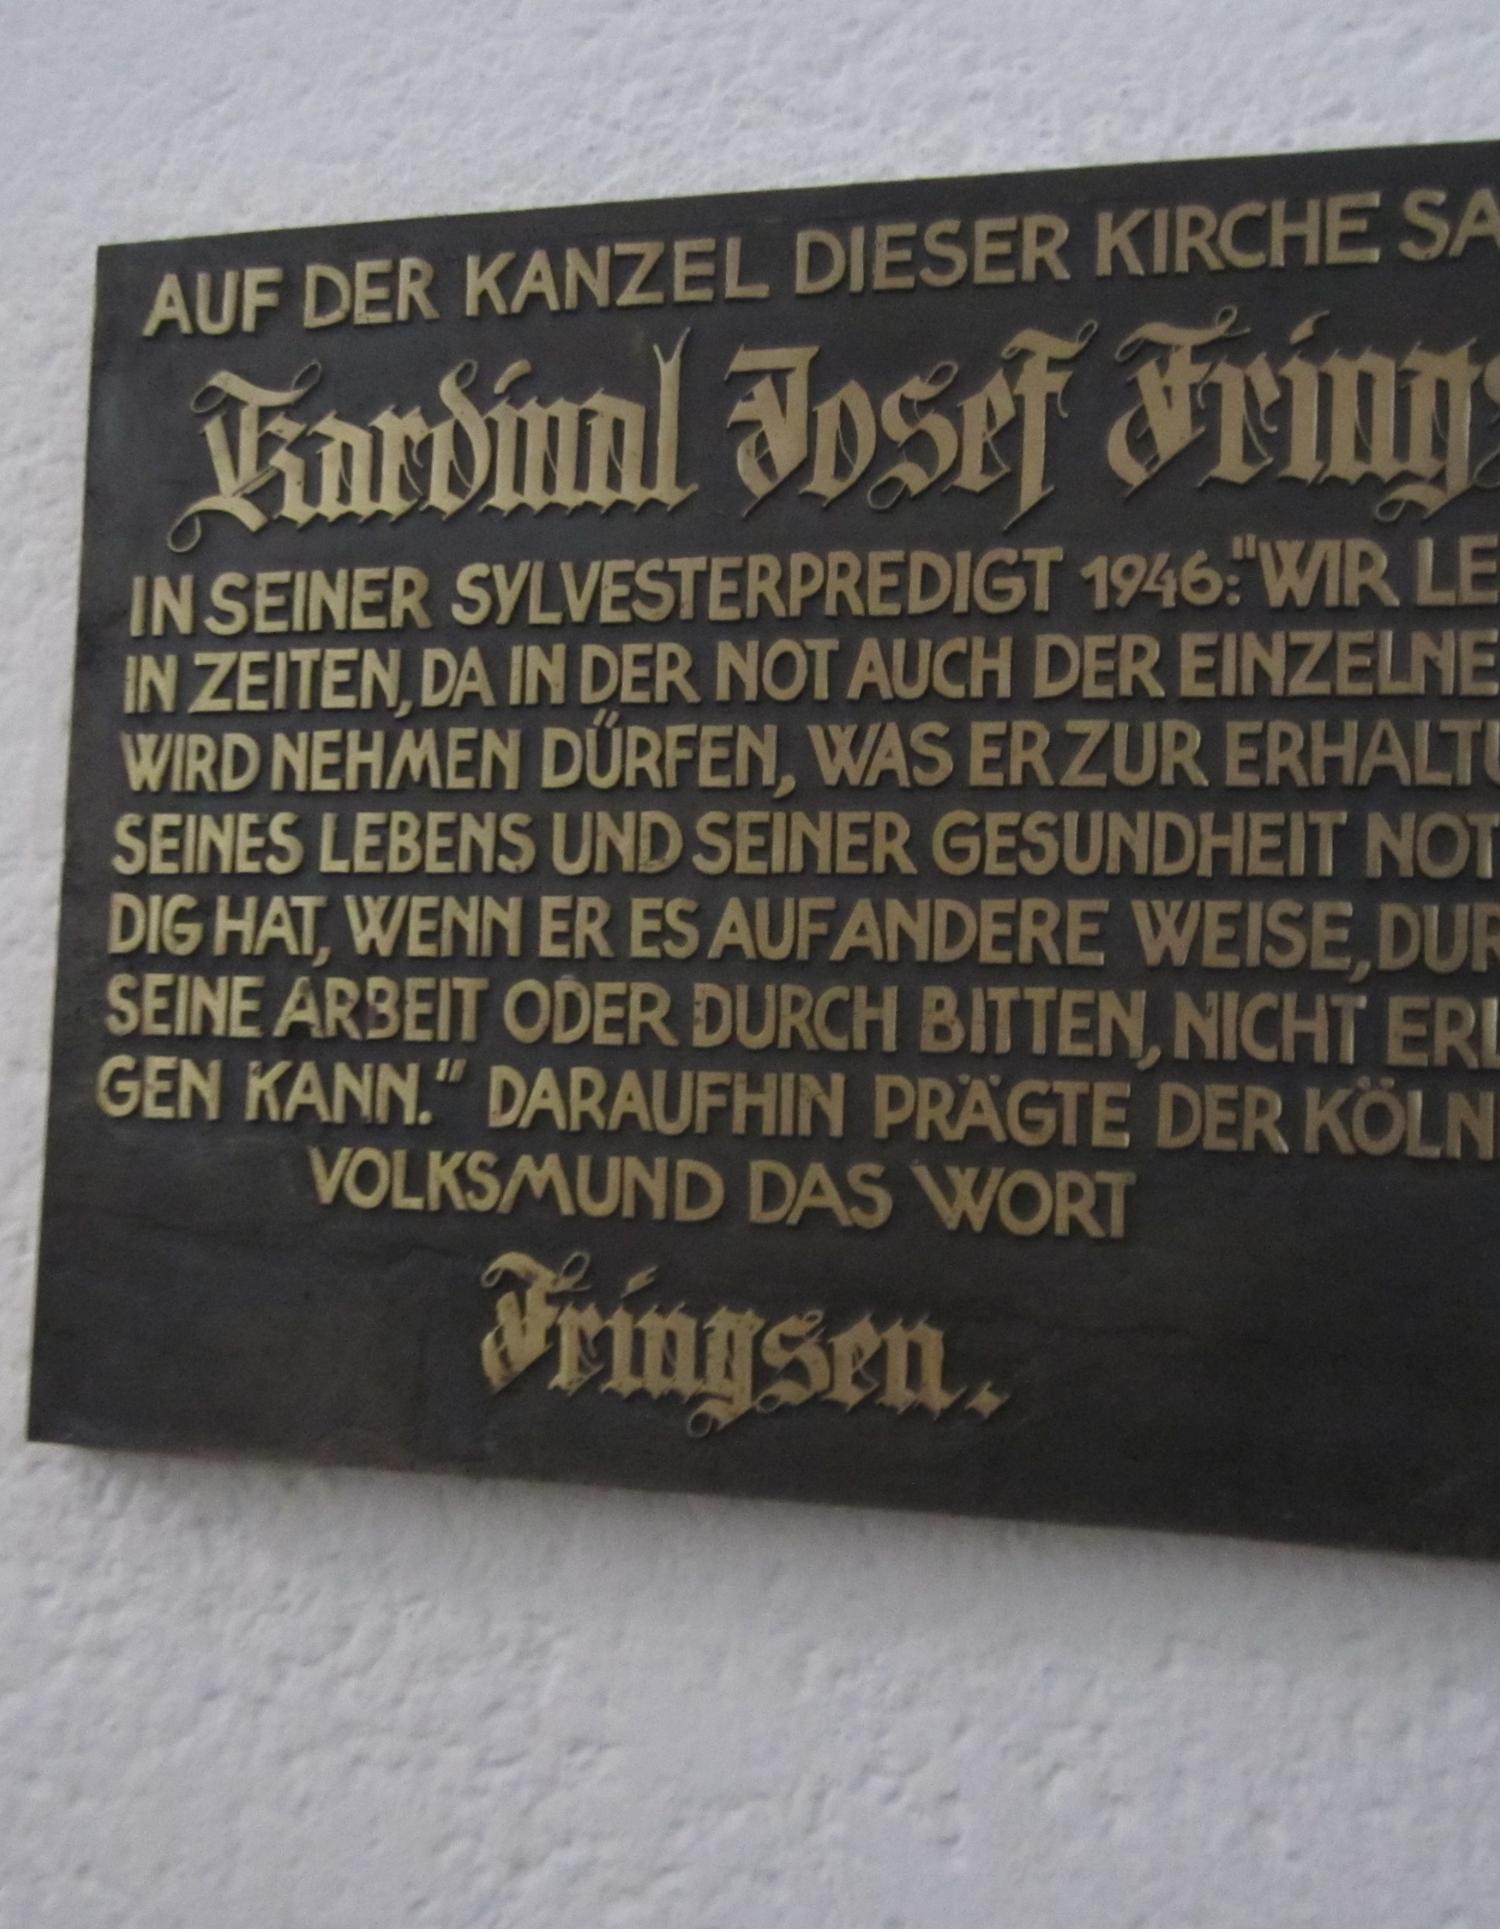 AUF DER KANZEL DIESER KIRCHE SA
Kardinal Josef Frings
IN SEINER SYLVESTERPREDIGT 1946: "WIR LE
IN ZEITEN, DA IN DER NOT AUCH DER EINZELNE
WIRD NEHMEN DÜRFEN, WAS ER ZUR ERHALTU
SEINES LEBENS UND SEINER GESUNDHEIT NOT
DIG HAT, WENN ER ES AUF ANDERE WEISE, DUR
SEINE ARBEIT ODER DURCH BITTEN, NICHT ERL
GEN KANN." DARAUFHIN PRÄGTE DER KÖLN
VOLKSMUND DAS WORT
Fringsen.